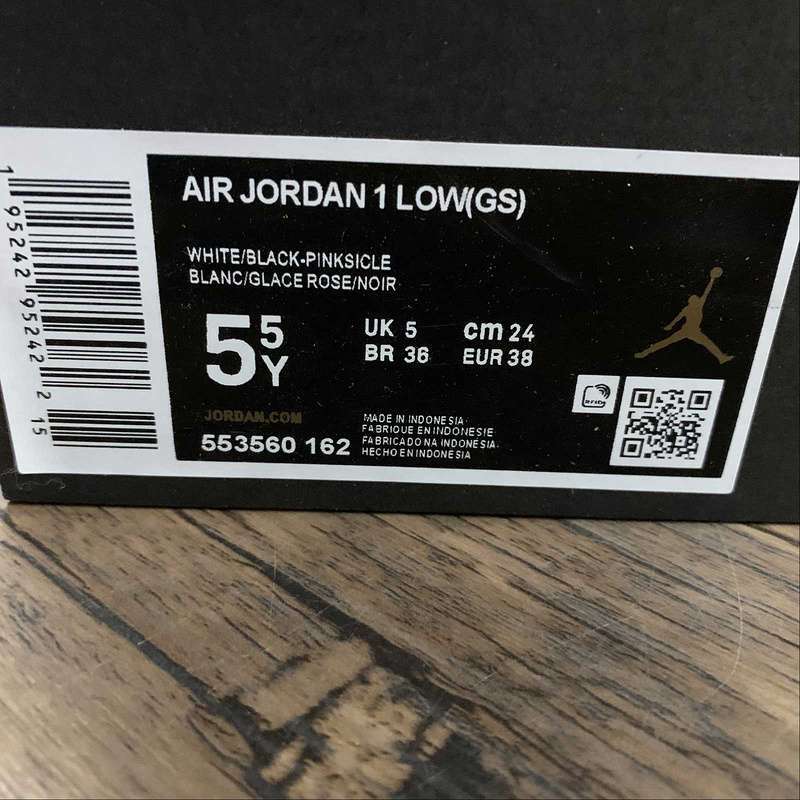 AIR JORDAN 1 LOW(GS)
WHITE/BLACK-PINKSICLE
BLANC/GLACE ROSE/NOIR
5 5 Y
UK 5 cm 24
BR 36 EUR 38
JORDAN.COM
553560 162
MADE IN INDONESIA
FABRIQUE EN INDONESIE
FABRICADO NA INDONESIA
HECHO EN INDONESIA
RFID
1 95242 95242 2 15